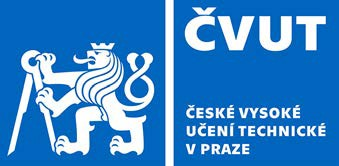 ČVUT
ČESKÉ VYSOKÉ
UČENÍ TECHNICKÉ
V PRAZE